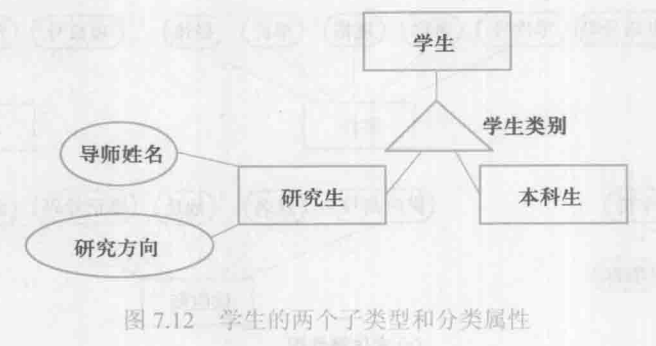 学生
学生类别
导师姓名
研究生
本科生
研究方向
图 7.12 学生的两个子类型和分类属性